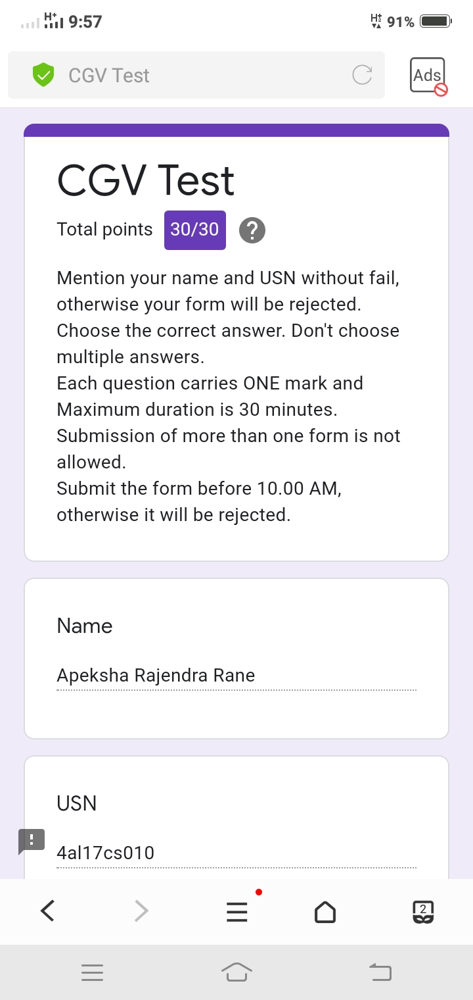 H+ 9:57 H+ 2 91%
CGV Test
Ads
CGV Test
Total points 30/30 ?
Mention your name and USN without fail,
otherwise your form will be rejected.
Choose the correct answer. Don't choose
multiple answers.
Each question carries ONE mark and
Maximum duration is 30 minutes.
Submission of more than one form is not
allowed.
Submit the form before 10.00 AM,
otherwise it will be rejected.
Name
Apeksha Rajendra Rane
USN
!
4al17cs010
2